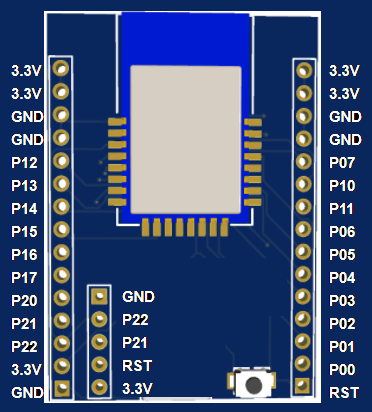 3.3V
3.3V
GND
GND
P12
P13
P14
P15
P16
P17
P20
P21
P22
3.3V
GND
GND
P22
P21
RST
3.3V
3.3V
3.3V
GND
GND
P07
P10
P11
P06
P05
P04
P03
P02
P01
P00
RST